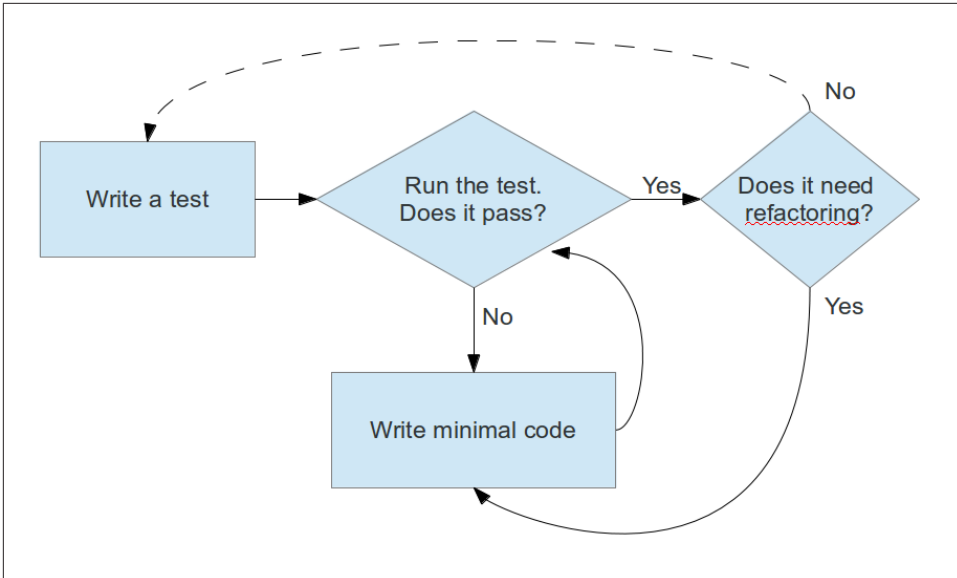 No
Write a test
Run the test.
Does it pass?
Yes
Does it need
refactoring?
No
Yes
Write minimal code